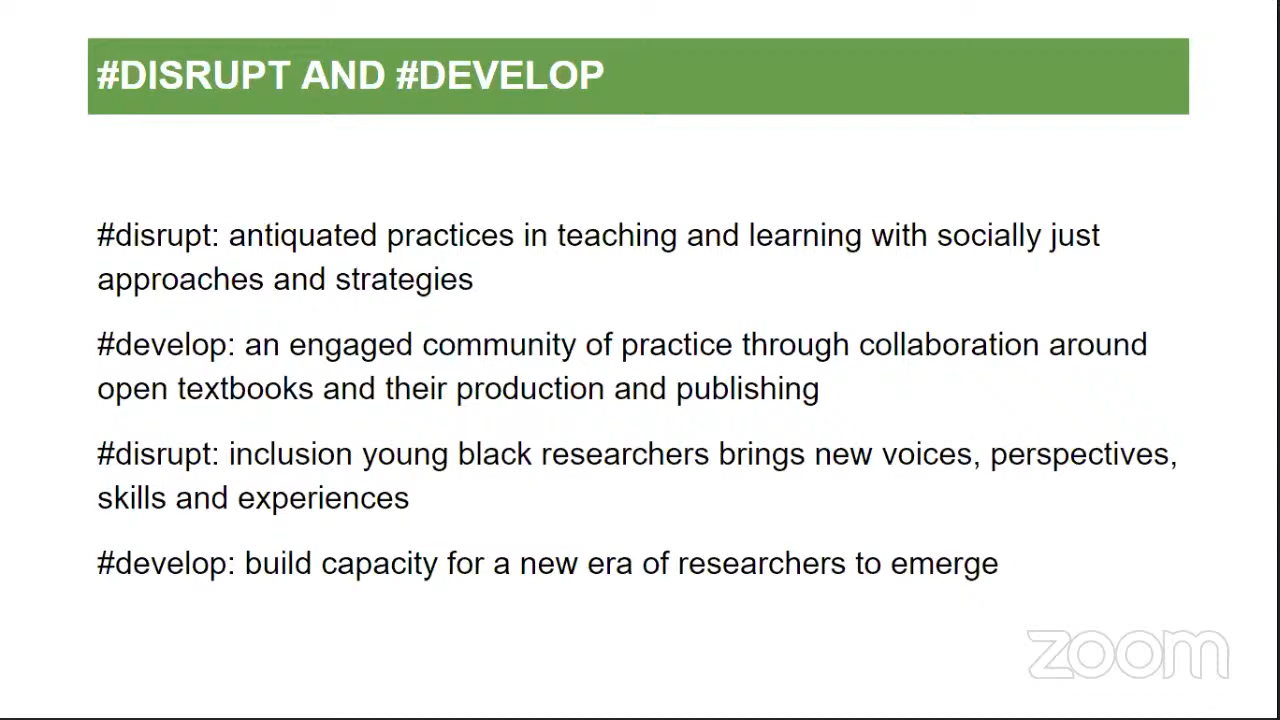 #DISRUPT AND #DEVELOP
#disrupt: antiquated practices in teaching and learning with socially just
approaches and strategies
#develop: an engaged community of practice through collaboration around
open textbooks and their production and publishing
#disrupt: inclusion young black researchers brings new voices, perspectives,
skills and experiences
#develop: build capacity for a new era of researchers to emerge
zoom